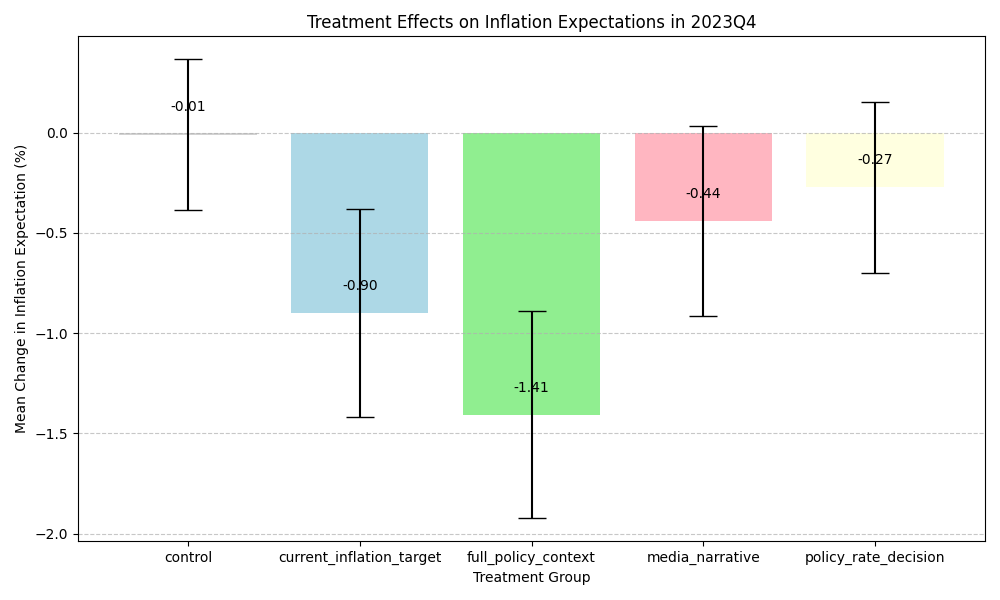 Treatment Effects on Inflation Expectations in 2023Q4
Mean Change in Inflation Expectation (%)
0.0
−0.5
−1.0
−1.5
−2.0
-0.01
-0.90
-1.41
-0.44
-0.27
control
current_inflation_target
full_policy_context
media_narrative
policy_rate_decision
Treatment Group